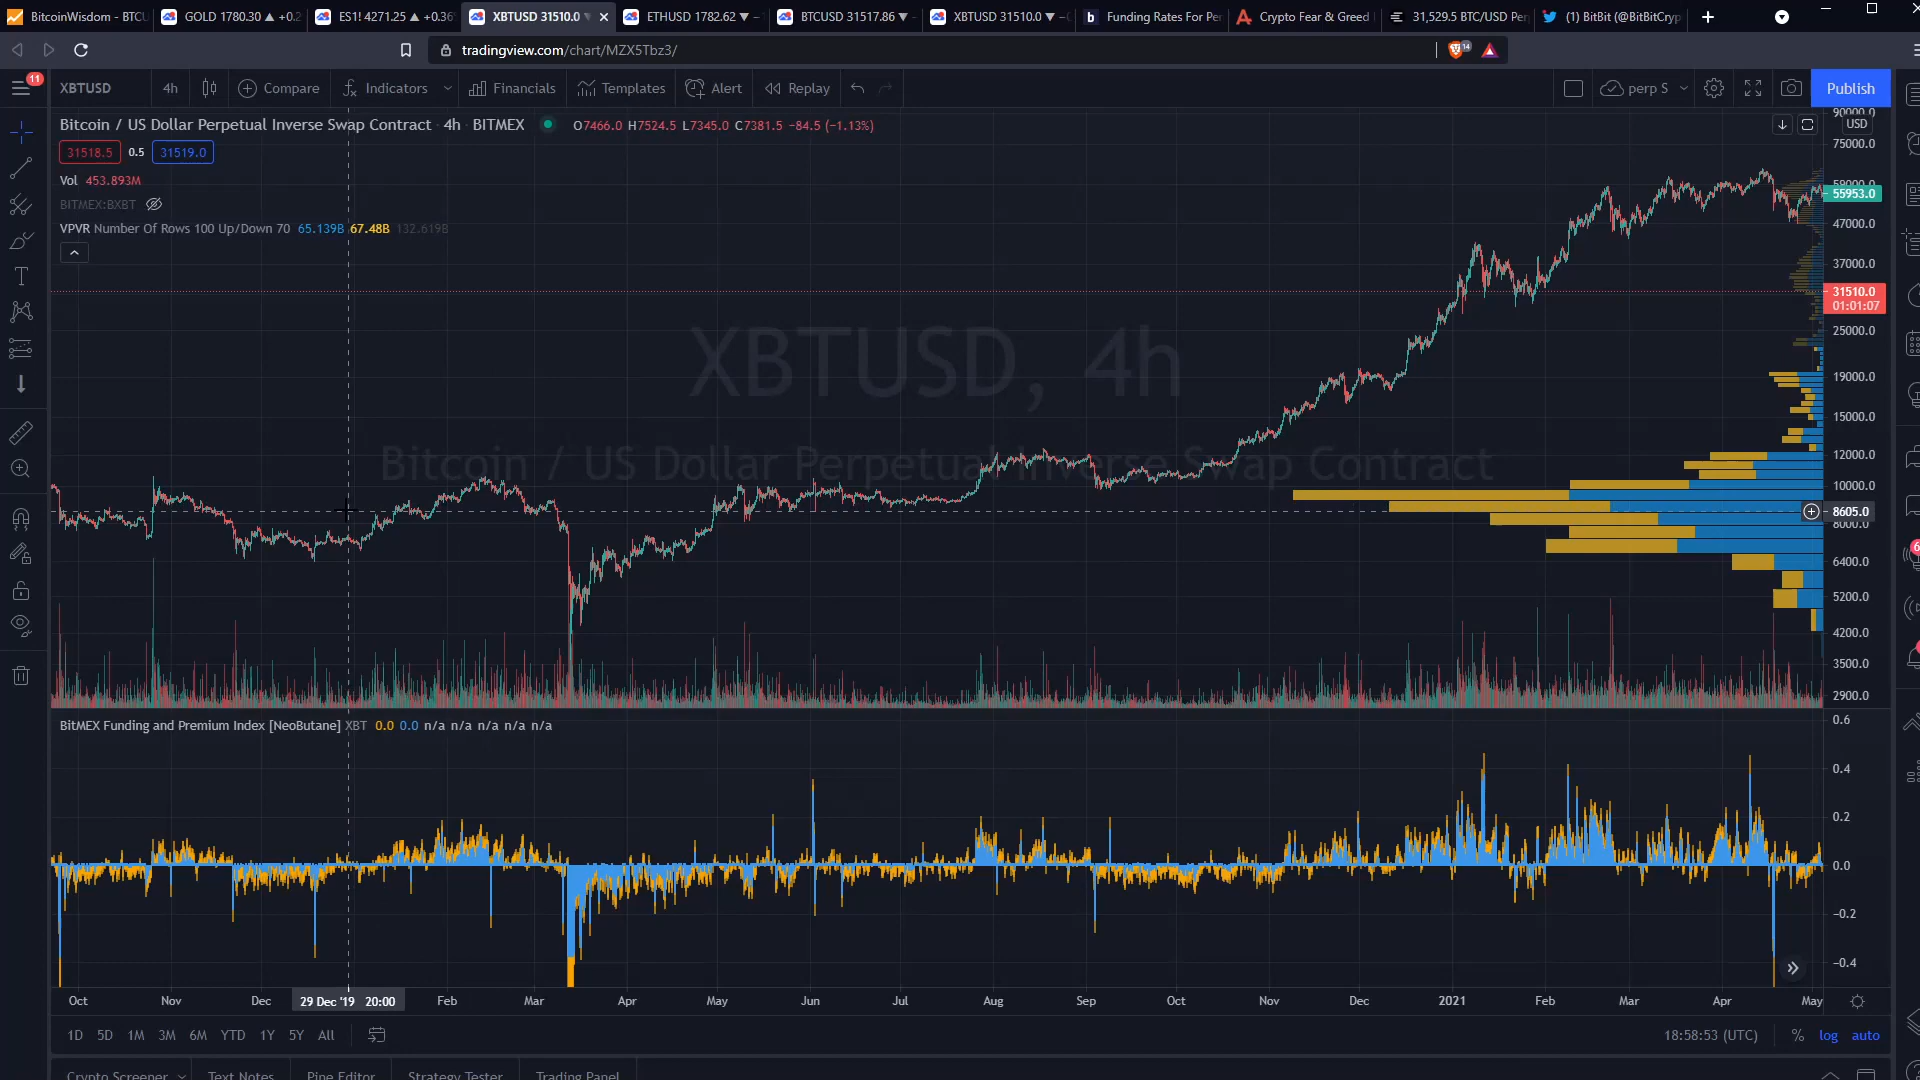 BitcoinWisdom - BTCU
GOLD 1780.30 ▲ +0.2
ES1! 4271.25 ▲ +0.36
XBTUSD 31510.0 ▼
ETHUSD 1782.62 ▼ –
BTCUSD 31517.86 ▼ –
XBTUSD 31510.0 ▼ –
Funding Rates For Per
Crypto Fear & Greed
31,529.5 BTC/USD Perp
(1) BitBit (@BitBitCryp
tradingview.com/chart/MZX5Tbz3/
14
11
XBTUSD
4h
Compare
Indicators
Financials
Templates
Alert
Replay
perp S
Publish
Bitcoin / US Dollar Perpetual Inverse Swap Contract · 4h · BITMEX
O7466.0 H7524.5 L7345.0 C7381.5 −84.5 (−1.13%)
31518.5 0.5 31519.0
Vol 453.893M
BITMEX:BXBT
VPVR Number Of Rows 100 Up/Down 70 65.139B 67.48B 132.619B
XBTUSD, 4h
Bitcoin / US Dollar Perpetual Inverse Swap Contract
90000.0
USD
75000.0
59000.0
55953.0
47000.0
37000.0
31510.0
01:01:07
25000.0
19000.0
15000.0
12000.0
10000.0
8605.0
8000.0
6400.0
5200.0
4200.0
3500.0
2900.0
BitMEX Funding and Premium Index [NeoButane] XBT 0.0 0.0 n/a n/a n/a n/a n/a
0.6
0.4
0.2
0.0
−0.2
−0.4
Oct Nov Dec 29 Dec '19 20:00 Feb Mar Apr May Jun Jul Aug Sep Oct Nov Dec 2021 Feb Mar Apr May
1D 5D 1M 3M 6M YTD 1Y 5Y All
18:58:53 (UTC) % log auto
Crypto Screener Text Notes Pine Editor Strategy Tester Trading Panel